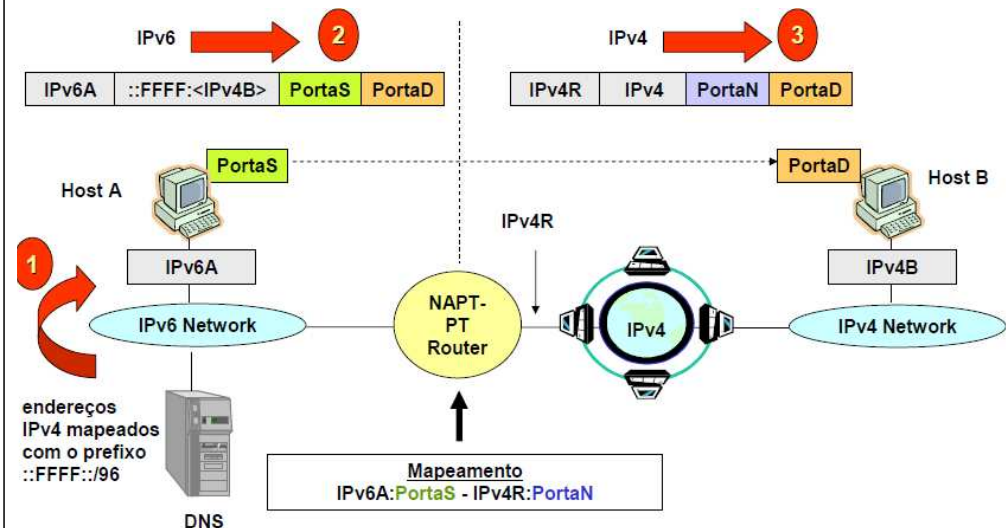 IPv6
2
IPv4
3
IPv6A ::FFFF:<IPv4B> PortaS PortaD
IPv4R IPv4 PortaN PortaD
PortaS
PortaD
Host A
Host B
IPv4R
1
IPv6A
IPv4B
IPv6 Network
NAPT-
PT
Router
IPv4
IPv4 Network
endereços
IPv4 mapeados
com o prefixo
::FFFF::/96
DNS
Mapeamento
IPv6A:PortaS - IPv4R:PortaN